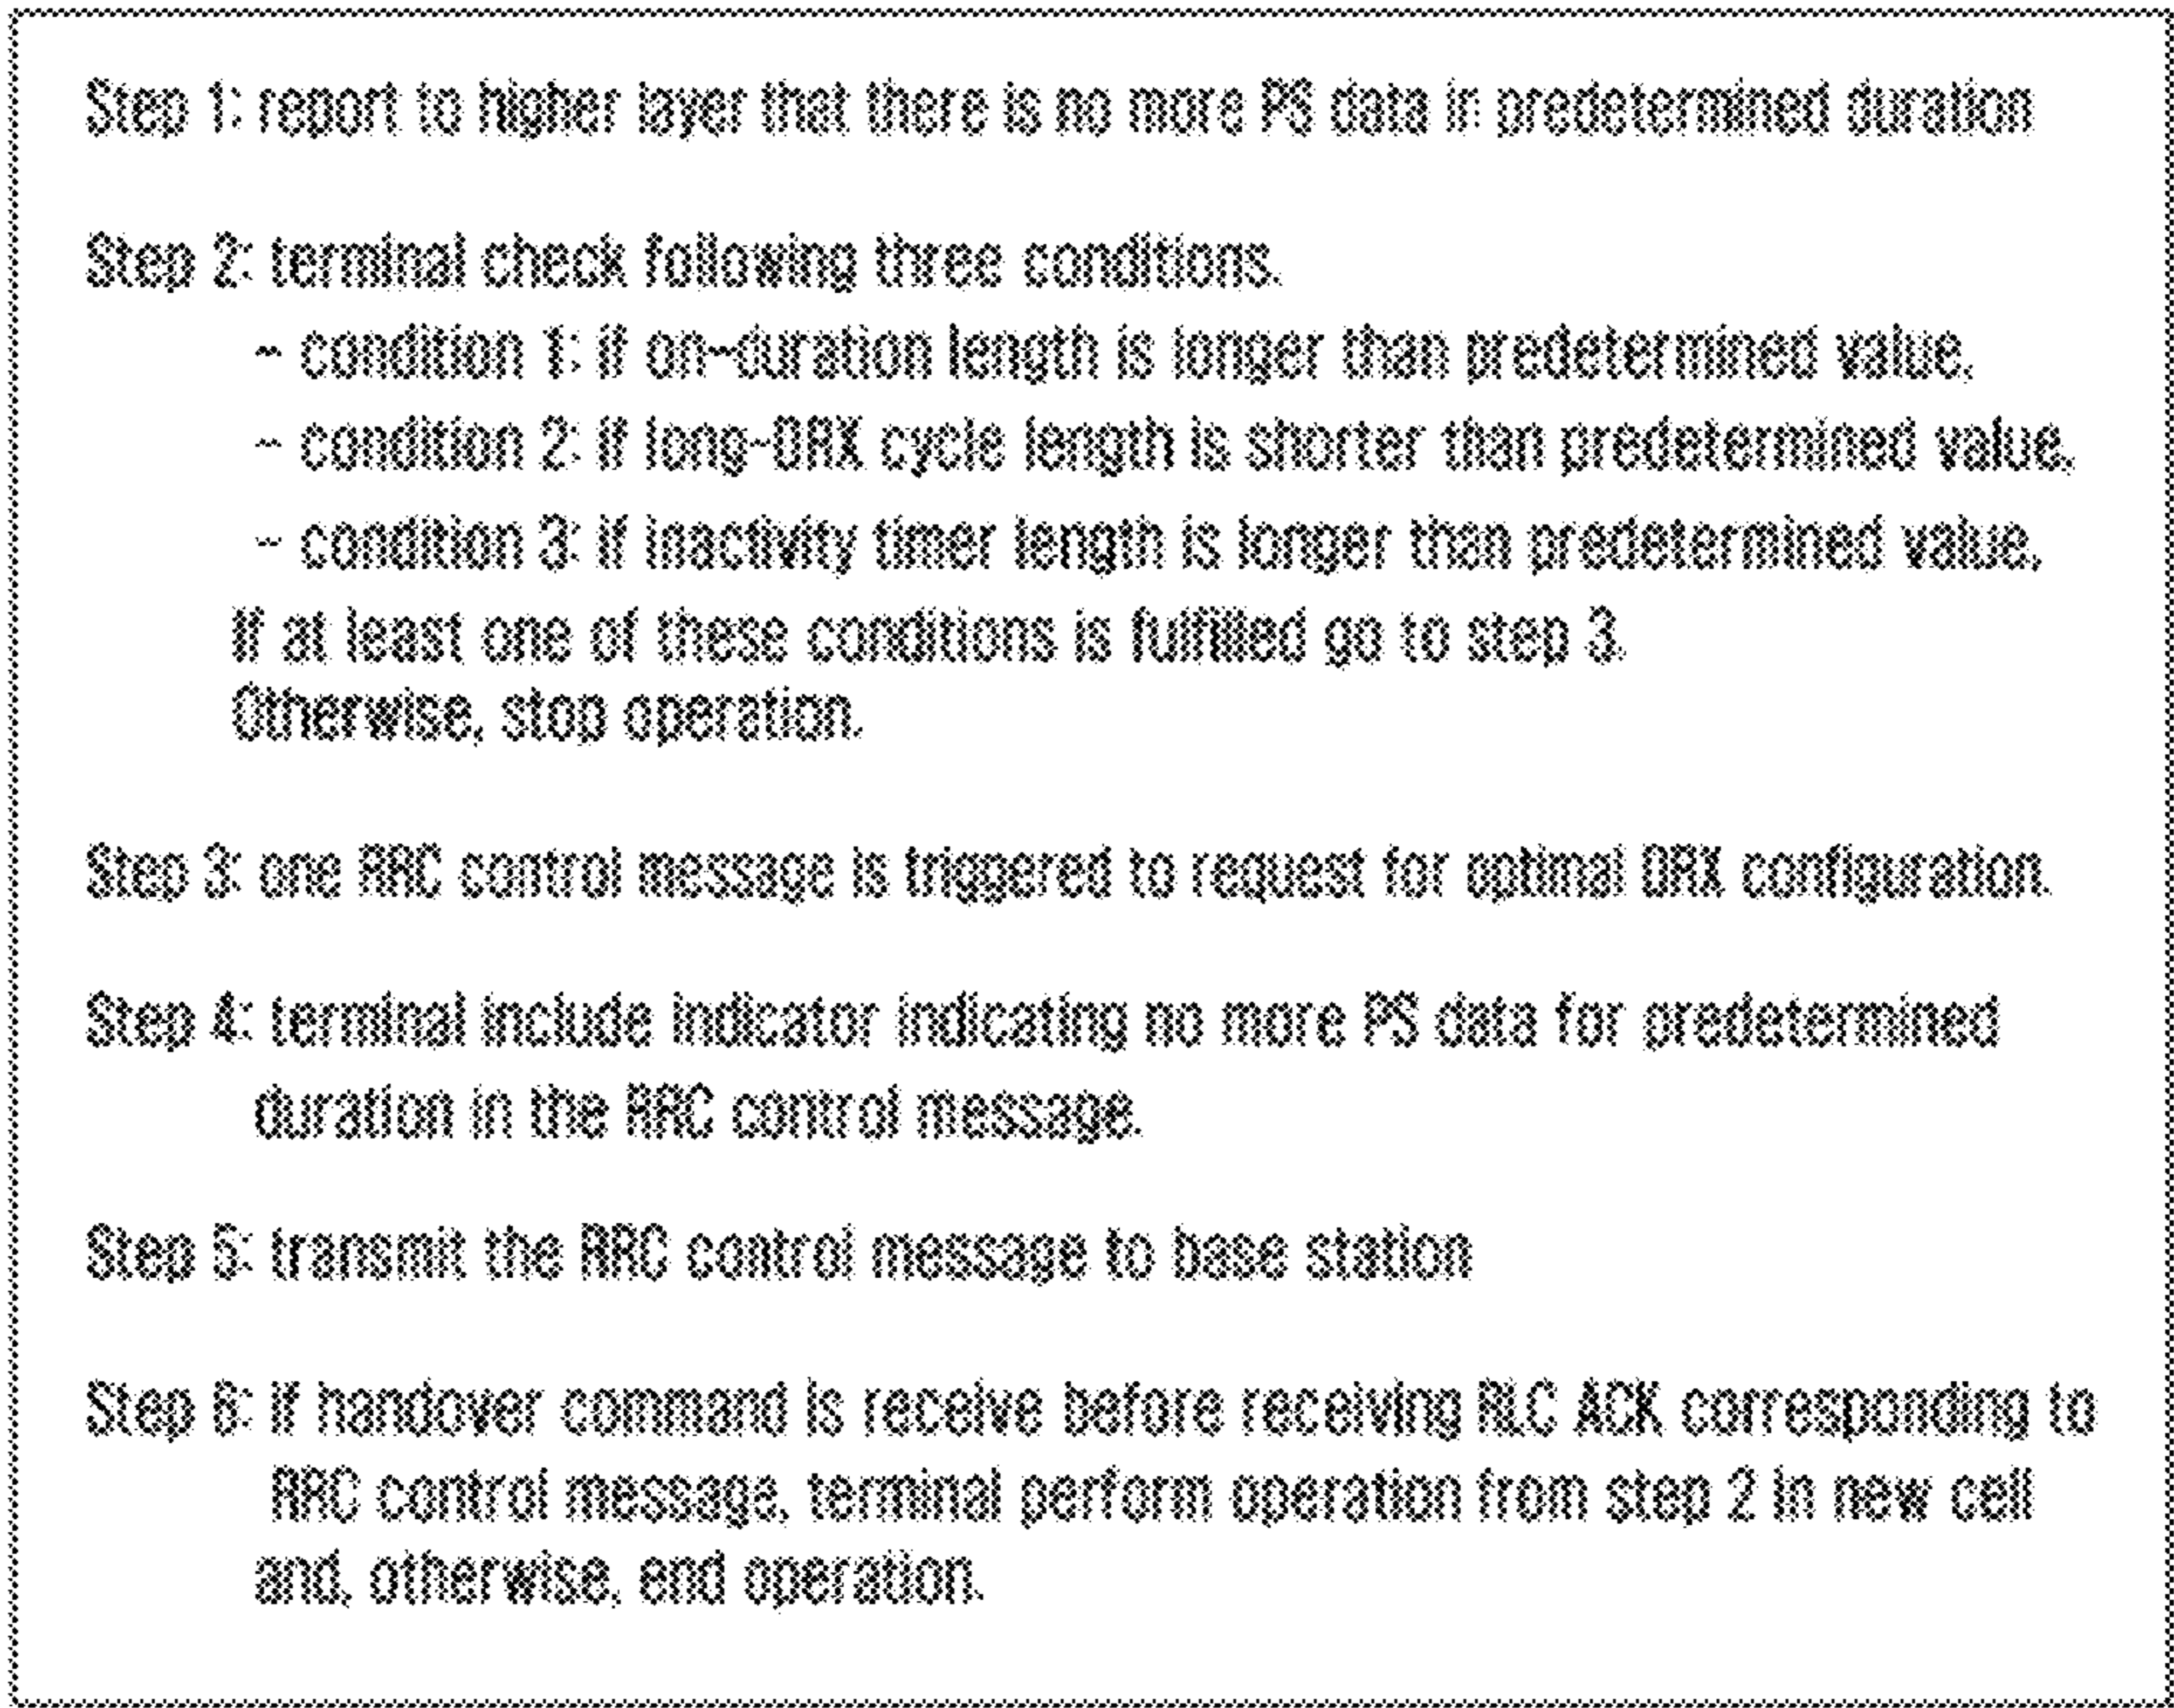 Step 1: report to higher layer that there is no more PS data in predetermined duration
Step 2: terminal check following three conditions.
- condition 1: if on-duration length is longer than predetermined value,
- condition 2: if long-DRX cycle length is shorter than predetermined value,
- condition 3: if inactivity timer length is longer than predetermined value,
If at least one of these conditions is fulfilled go to step 3.
Otherwise, stop operation.
Step 3: one RRC control message is triggered to request for optimal DRX configuration.
Step 4: terminal include indicator indicating no more PS data for predetermined
duration in the RRC control message.
Step 5: transmit the RRC control message to base station
Step 6: if handover command is receive before receiving RLC ACK corresponding to
RRC control message, terminal perform operation from step 2 in new cell
and, otherwise, end operation.